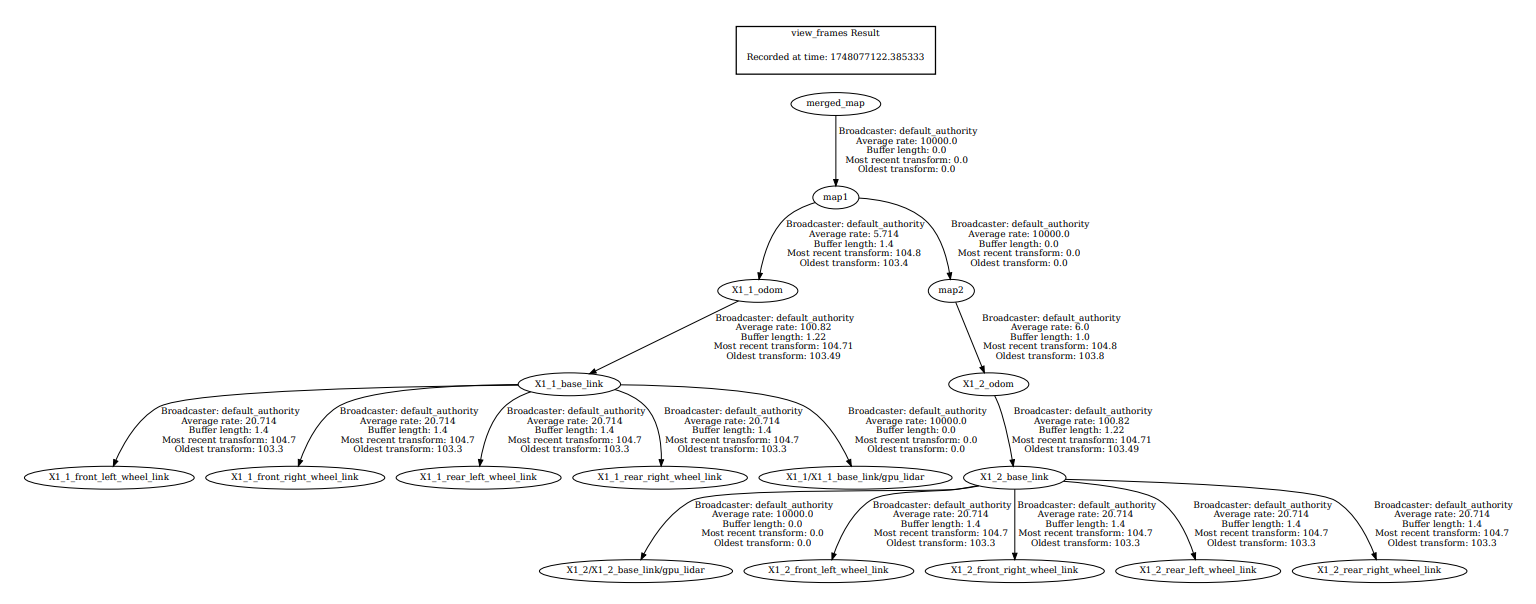 view_frames Result
Recorded at time: 1748077122.385333
merged_map
Broadcaster: default_authority
Average rate: 10000.0
Buffer length: 0.0
Most recent transform: 0.0
Oldest transform: 0.0
map1
Broadcaster: default_authority
Average rate: 5.714
Buffer length: 1.4
Most recent transform: 104.8
Oldest transform: 103.4
Broadcaster: default_authority
Average rate: 10000.0
Buffer length: 0.0
Most recent transform: 0.0
Oldest transform: 0.0
X1_1_odom
map2
Broadcaster: default_authority
Average rate: 100.82
Buffer length: 1.22
Most recent transform: 104.71
Oldest transform: 103.49
Broadcaster: default_authority
Average rate: 6.0
Buffer length: 1.0
Most recent transform: 104.8
Oldest transform: 103.8
X1_1_base_link
X1_2_odom
Broadcaster: default_authority
Average rate: 20.714
Buffer length: 1.4
Most recent transform: 104.7
Oldest transform: 103.3
Broadcaster: default_authority
Average rate: 20.714
Buffer length: 1.4
Most recent transform: 104.7
Oldest transform: 103.3
Broadcaster: default_authority
Average rate: 20.714
Buffer length: 1.4
Most recent transform: 104.7
Oldest transform: 103.3
Broadcaster: default_authority
Average rate: 20.714
Buffer length: 1.4
Most recent transform: 104.7
Oldest transform: 103.3
Broadcaster: default_authority
Average rate: 10000.0
Buffer length: 0.0
Most recent transform: 0.0
Oldest transform: 0.0
Broadcaster: default_authority
Average rate: 100.82
Buffer length: 1.22
Most recent transform: 104.71
Oldest transform: 103.49
X1_1_front_left_wheel_link
X1_1_front_right_wheel_link
X1_1_rear_left_wheel_link
X1_1_rear_right_wheel_link
X1_1/X1_1_base_link/gpu_lidar
X1_2_base_link
Broadcaster: default_authority
Average rate: 10000.0
Buffer length: 0.0
Most recent transform: 0.0
Oldest transform: 0.0
Broadcaster: default_authority
Average rate: 20.714
Buffer length: 1.4
Most recent transform: 104.7
Oldest transform: 103.3
Broadcaster: default_authority
Average rate: 20.714
Buffer length: 1.4
Most recent transform: 104.7
Oldest transform: 103.3
Broadcaster: default_authority
Average rate: 20.714
Buffer length: 1.4
Most recent transform: 104.7
Oldest transform: 103.3
Broadcaster: default_authority
Average rate: 20.714
Buffer length: 1.4
Most recent transform: 104.7
Oldest transform: 103.3
X1_2/X1_2_base_link/gpu_lidar
X1_2_front_left_wheel_link
X1_2_front_right_wheel_link
X1_2_rear_left_wheel_link
X1_2_rear_right_wheel_link